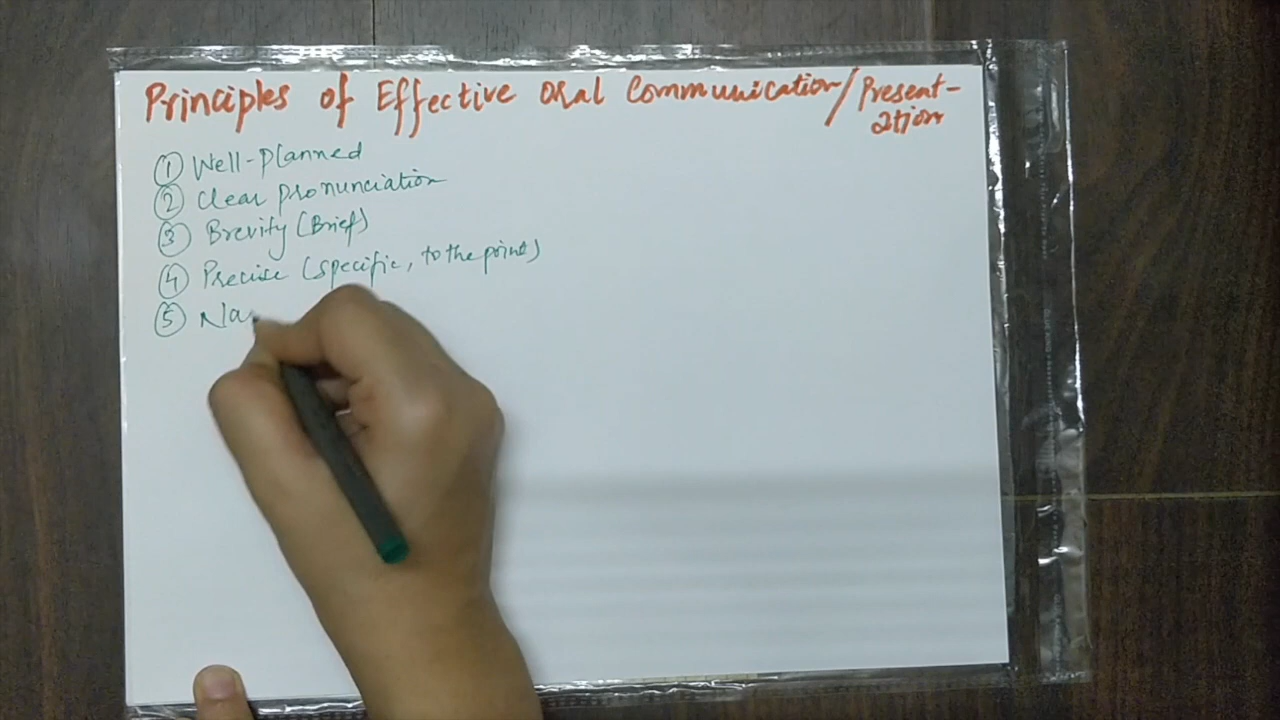 Principles of Effective Oral Communication/Present-
ation
① Well-planned
② Clear pronunciation
③ Brevity (Brief)
④ Precise (specific, to the point)
⑤ Na